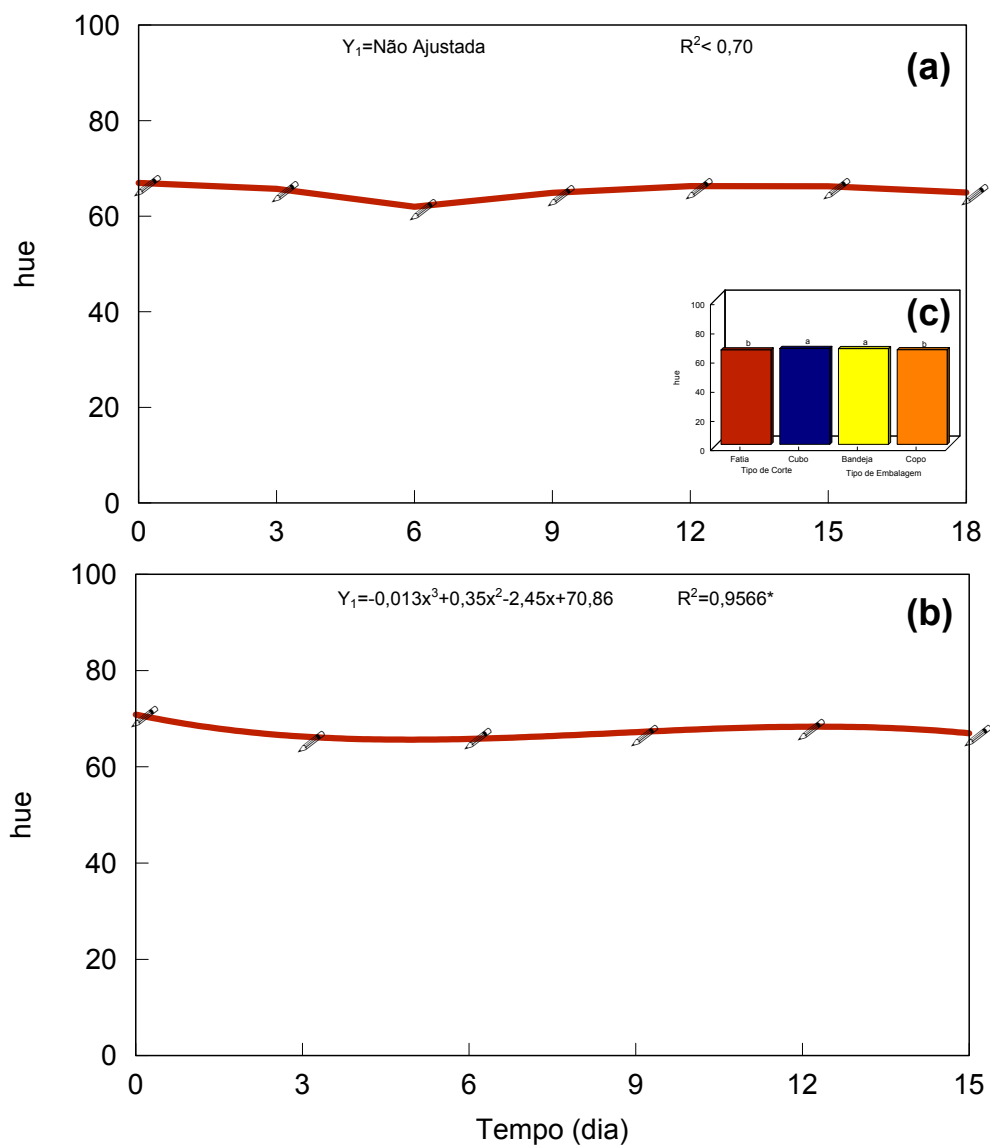 100
Y₁=Não Ajustada R²< 0,70
(a)
80
60
hue
40
20
0
0 3 6 9 12 15 18
(c)
100
80
60
hue
40
20
0
b a a b
Fatia Cubo Bandeja Copo
Tipo de Corte Tipo de Embalagem
100
Y₁=-0,013x³+0,35x²-2,45x+70,86 R²=0,9566*
(b)
80
60
hue
40
20
0
0 3 6 9 12 15
Tempo (dia)